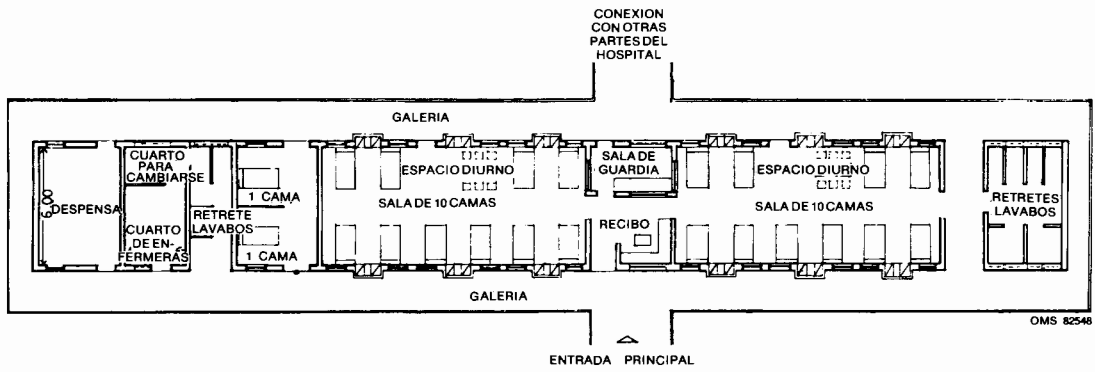 CONEXION
CON OTRAS
PARTES DEL
HOSPITAL
GALERIA
CUARTO
PARA
CAMBIARSE
6,00
DESPENSA
CUARTO
DE EN-
FERMERAS
RETRETE
LAVABOS
1 CAMA
1 CAMA
ESPACIO DIURNO
SALA DE 10 CAMAS
SALA DE
GUARDIA
RECIBO
ESPACIO DIURNO
SALA DE 10 CAMAS
RETRETES
LAVABOS
GALERIA
OMS 82548
ENTRADA PRINCIPAL